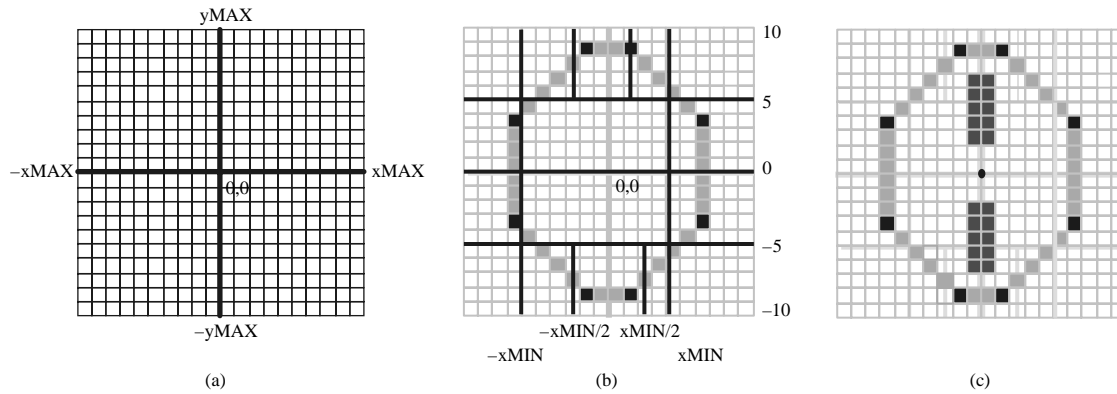 yMAX
–xMAX
xMAX
0,0
–yMAX
(a)
10
5
0
0,0
–5
–10
–xMIN/2
xMIN/2
–xMIN
xMIN
(b)
(c)